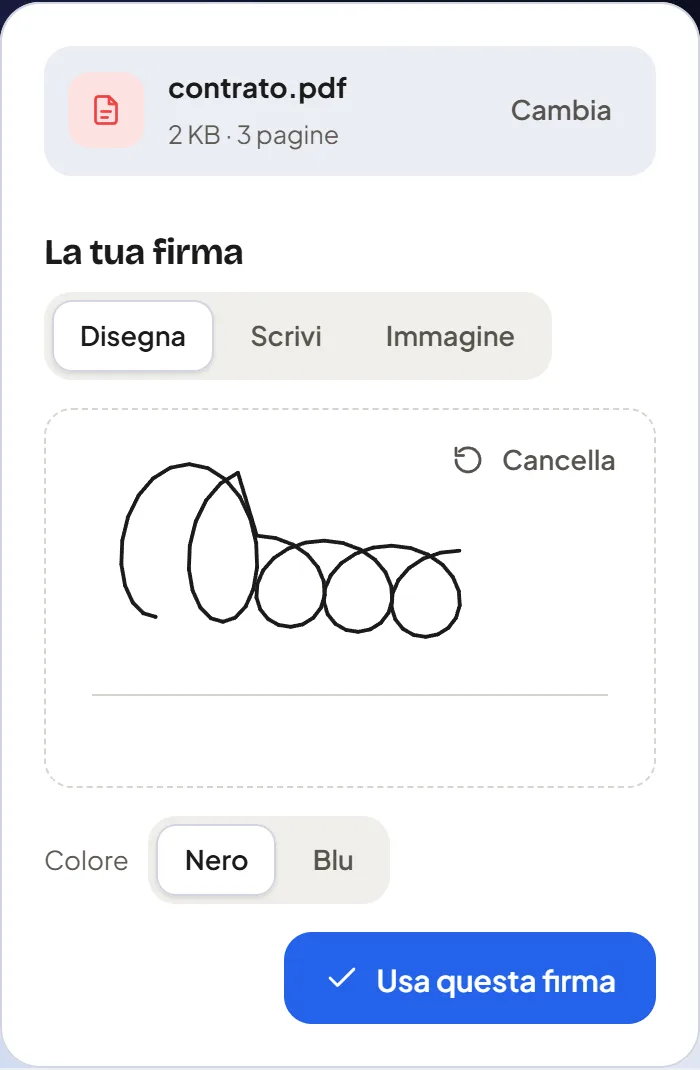 contrato.pdf
2 KB · 3 pagine
Cambia
La tua firma
Disegna
Scrivi
Immagine
Cancella
Colore
Nero
Blu
Usa questa firma